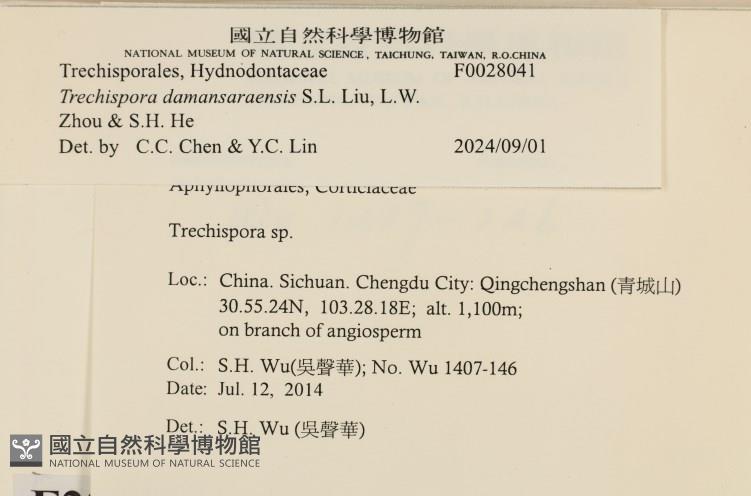 國立自然科學博物館
NATIONAL MUSEUM OF NATURAL SCIENCE, TAICHUNG, TAIWAN, R.O.CHINA
Trechisporales, Hydnodontaceae F0028041
Trechispora damansaraensis S.L. Liu, L.W.
Zhou & S.H. He
Det. by C.C. Chen & Y.C. Lin 2024/09/01
Aphyllophorales, Corticiaceae
Trechispora sp.
Loc.: China. Sichuan. Chengdu City: Qingchengshan (青城山)
30.55.24N, 103.28.18E; alt. 1,100m;
on branch of angiosperm
Col.: S.H. Wu(吳聲華); No. Wu 1407-146
Date: Jul. 12, 2014
Det.: S.H. Wu (吳聲華)
國立自然科學博物館
NATIONAL MUSEUM OF NATURAL SCIENCE